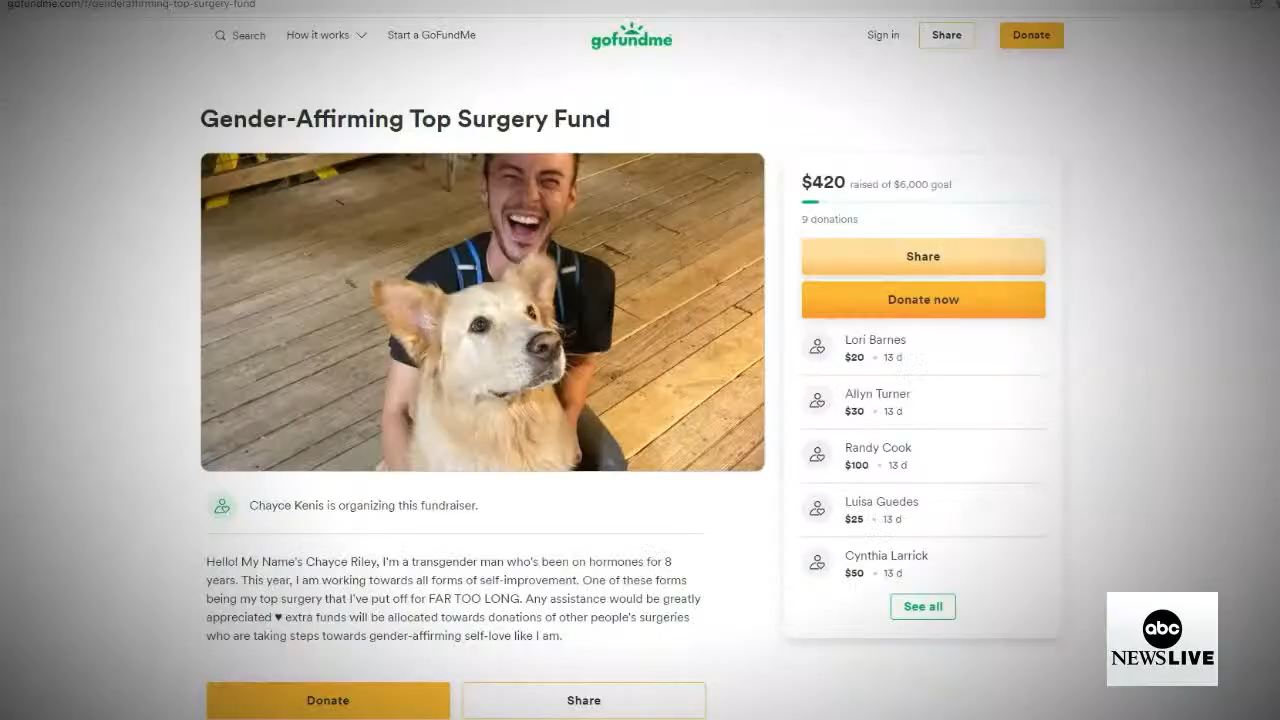 gofundme.com/f/genderaffirming-top-surgery-fund
Search How it works Start a GoFundMe gofundme Sign in Share Donate
Gender-Affirming Top Surgery Fund
$420 raised of $6,000 goal
9 donations
Share
Donate now
Lori Barnes
$20 • 13 d
Allyn Turner
$30 • 13 d
Randy Cook
$100 • 13 d
Luisa Guedes
$25 • 13 d
Cynthia Larrick
$50 • 13 d
See all
Chayce Kenis is organizing this fundraiser.
Hello! My Name's Chayce Riley, I'm a transgender man who's been on hormones for 8
years. This year, I am working towards all forms of self-improvement. One of these forms
being my top surgery that I've put off for FAR TOO LONG. Any assistance would be greatly
appreciated ♥ extra funds will be allocated towards donations of other people's surgeries
who are taking steps towards gender-affirming self-love like I am.
Donate Share
abc
NEWS LIVE